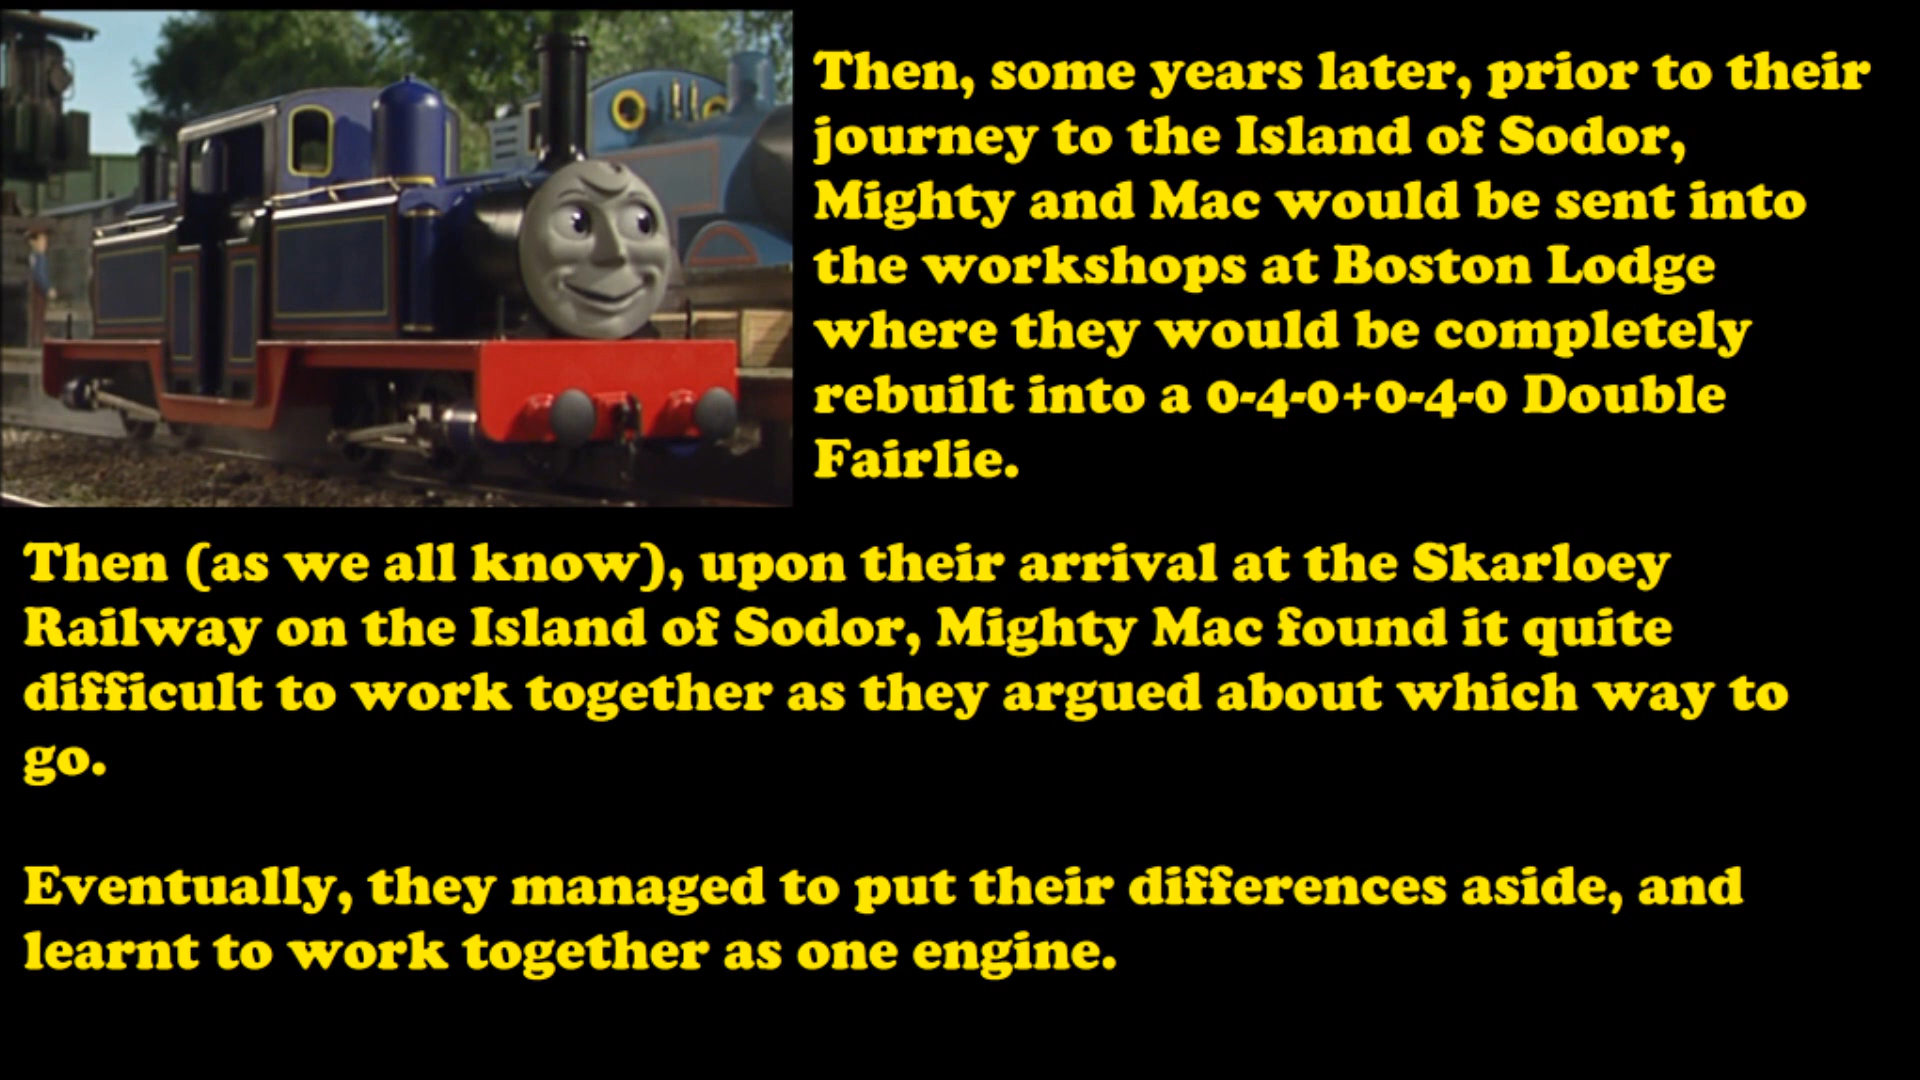 Then, some years later, prior to their
journey to the Island of Sodor,
Mighty and Mac would be sent into
the workshops at Boston Lodge
where they would be completely
rebuilt into a 0-4-0+0-4-0 Double
Fairlie.
Then (as we all know), upon their arrival at the Skarloey
Railway on the Island of Sodor, Mighty Mac found it quite
difficult to work together as they argued about which way to
go.
Eventually, they managed to put their differences aside, and
learnt to work together as one engine.